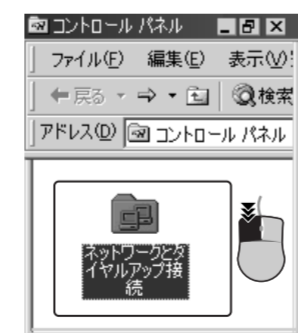 コントロール パネル
ファイル(F) 編集(E) 表示(V)
戻る 検索
アドレス(D) コントロール パネル
ネットワークとダ
イヤルアップ接
続